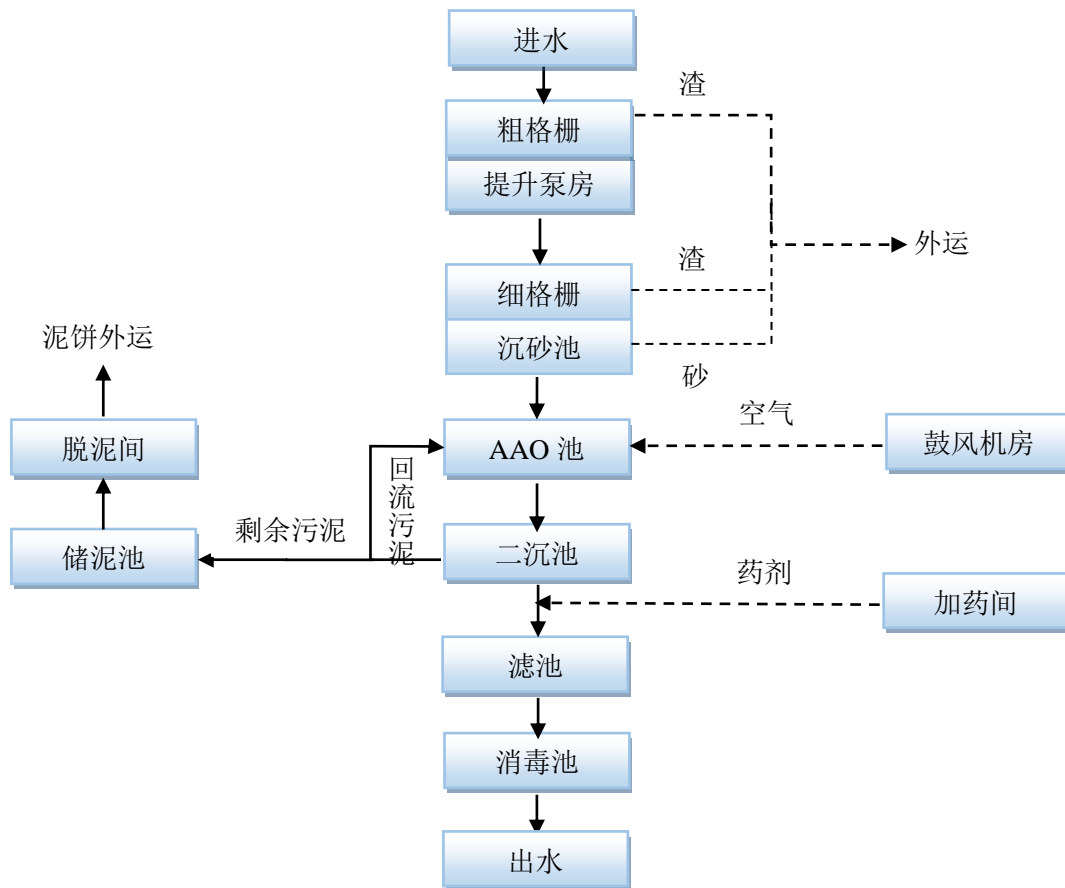 进水
渣
粗格栅
提升泵房
外运
渣
细格栅
沉砂池
泥饼外运
砂
空气
脱泥间
AAO 池
鼓风机房
回流污泥
剩余污泥
储泥池
二沉池
药剂
加药间
滤池
消毒池
出水